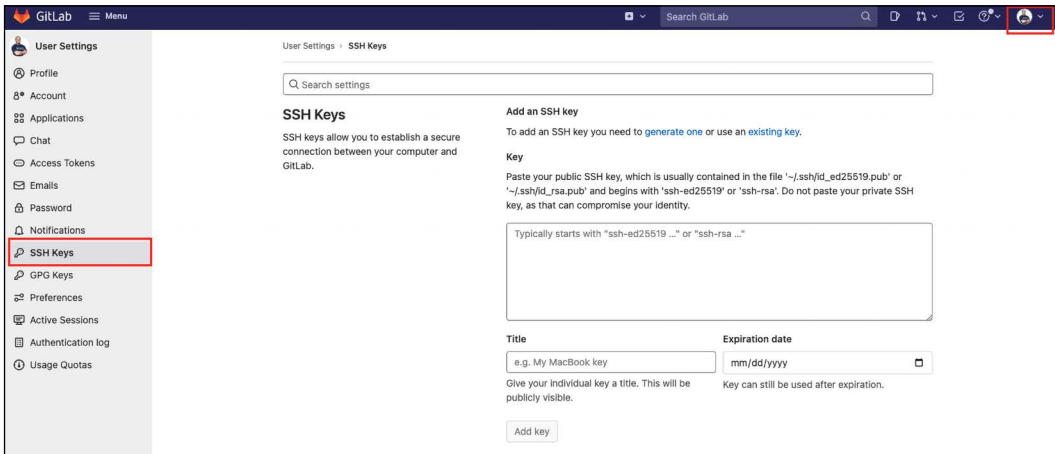 GitLab Menu Search GitLab
User Settings
Profile
Account
Applications
Chat
Access Tokens
Emails
Password
Notifications
SSH Keys
GPG Keys
Preferences
Active Sessions
Authentication log
Usage Quotas
User Settings › SSH Keys
Search settings
SSH Keys
SSH keys allow you to establish a secure
connection between your computer and
GitLab.
Add an SSH key
To add an SSH key you need to generate one or use an existing key.
Key
Paste your public SSH key, which is usually contained in the file '~/.ssh/id_ed25519.pub' or
'~/.ssh/id_rsa.pub' and begins with 'ssh-ed25519' or 'ssh-rsa'. Do not paste your private SSH
key, as that can compromise your identity.
Typically starts with "ssh-ed25519 ..." or "ssh-rsa ..."
Title
e.g. My MacBook key
Give your individual key a title. This will be
publicly visible.
Expiration date
mm/dd/yyyy
Key can still be used after expiration.
Add key